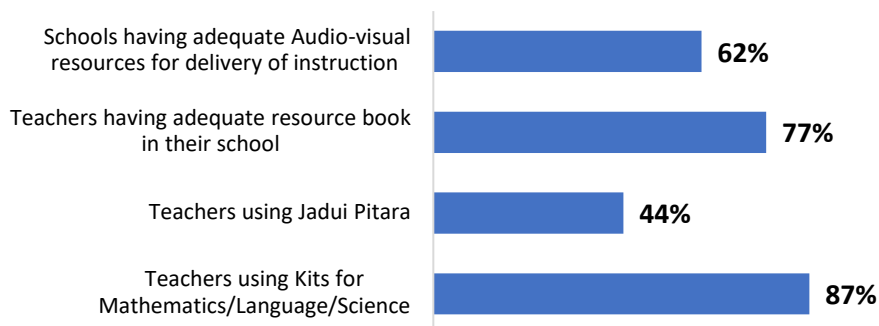 Schools having adequate Audio-visual
resources for delivery of instruction
62%
Teachers having adequate resource book
in their school
77%
Teachers using Jadui Pitara
44%
Teachers using Kits for
Mathematics/Language/Science
87%